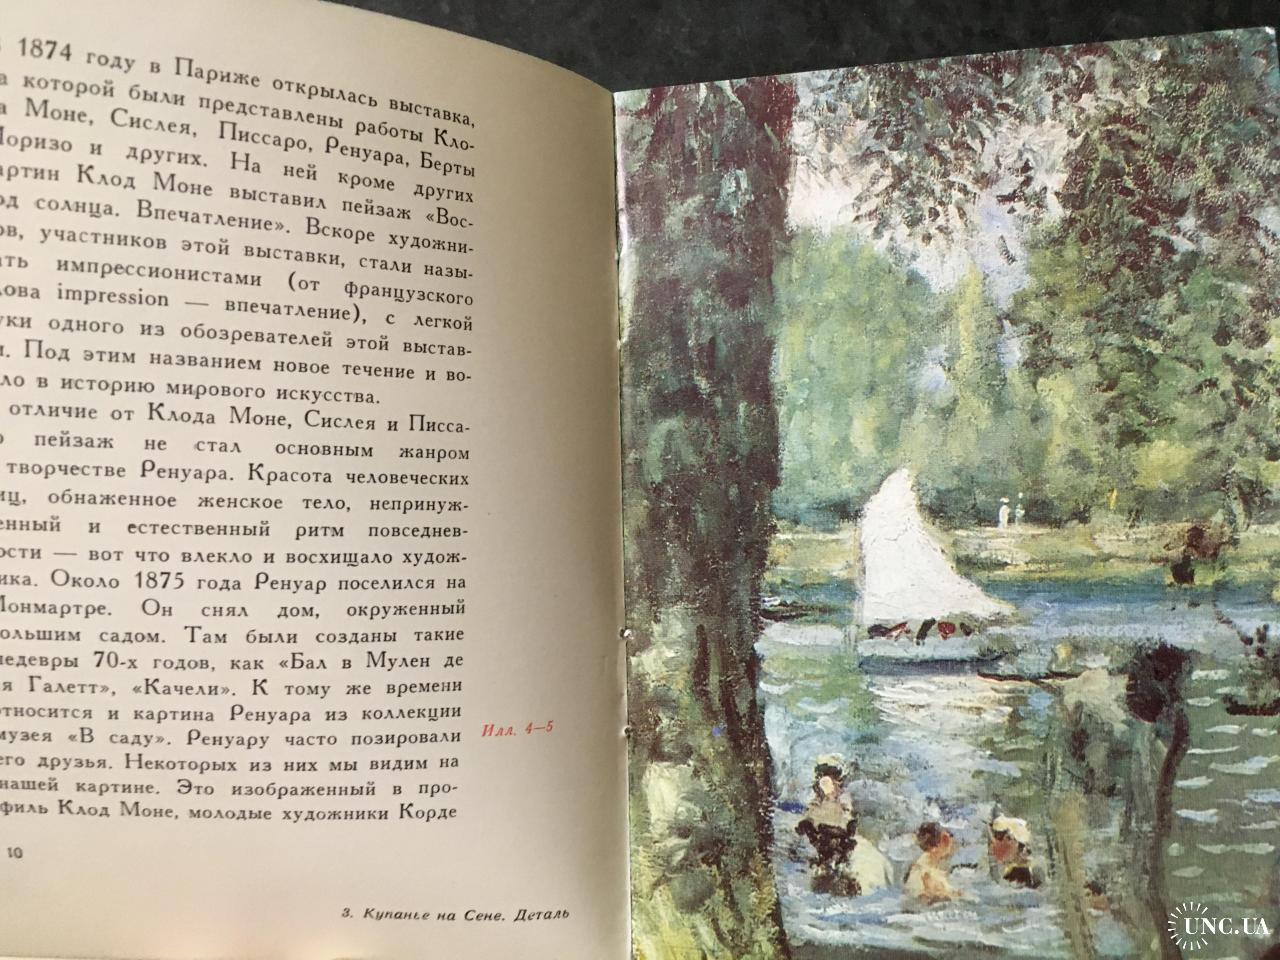 1874 году в Париже открылась выставка,
а которой были представлены работы Кло-
а Моне, Сислея, Писсаро, Ренуара, Берты
Моризо и других. На ней кроме других
артин Клод Моне выставил пейзаж «Вос-
од солнца. Впечатление». Вскоре художни-
ов, участников этой выставки, стали назы-
ать импрессионистами (от французского
лова impression — впечатление), с легкой
уки одного из обозревателей этой выстав-
и. Под этим названием новое течение и во-
ло в историю мирового искусства.
отличие от Клода Моне, Сислея и Писса-
о пейзаж не стал основным жанром
творчестве Ренуара. Красота человеческих
иц, обнаженное женское тело, непринуж-
енный и естественный ритм повседнев-
ости — вот что влекло и восхищало худож-
ика. Около 1875 года Ренуар поселился на
Монмартре. Он снял дом, окруженный
большим садом. Там были созданы такие
шедевры 70-х годов, как «Бал в Мулен де
ля Галетт», «Качели». К тому же времени
относится и картина Ренуара из коллекции
музея «В саду». Ренуару часто позировали
его друзья. Некоторых из них мы видим на
нашей картине. Это изображенный в про-
филь Клод Моне, молодые художники Корде
Илл. 4—5
10
3. Купанье на Сене. Деталь
UNC.UA